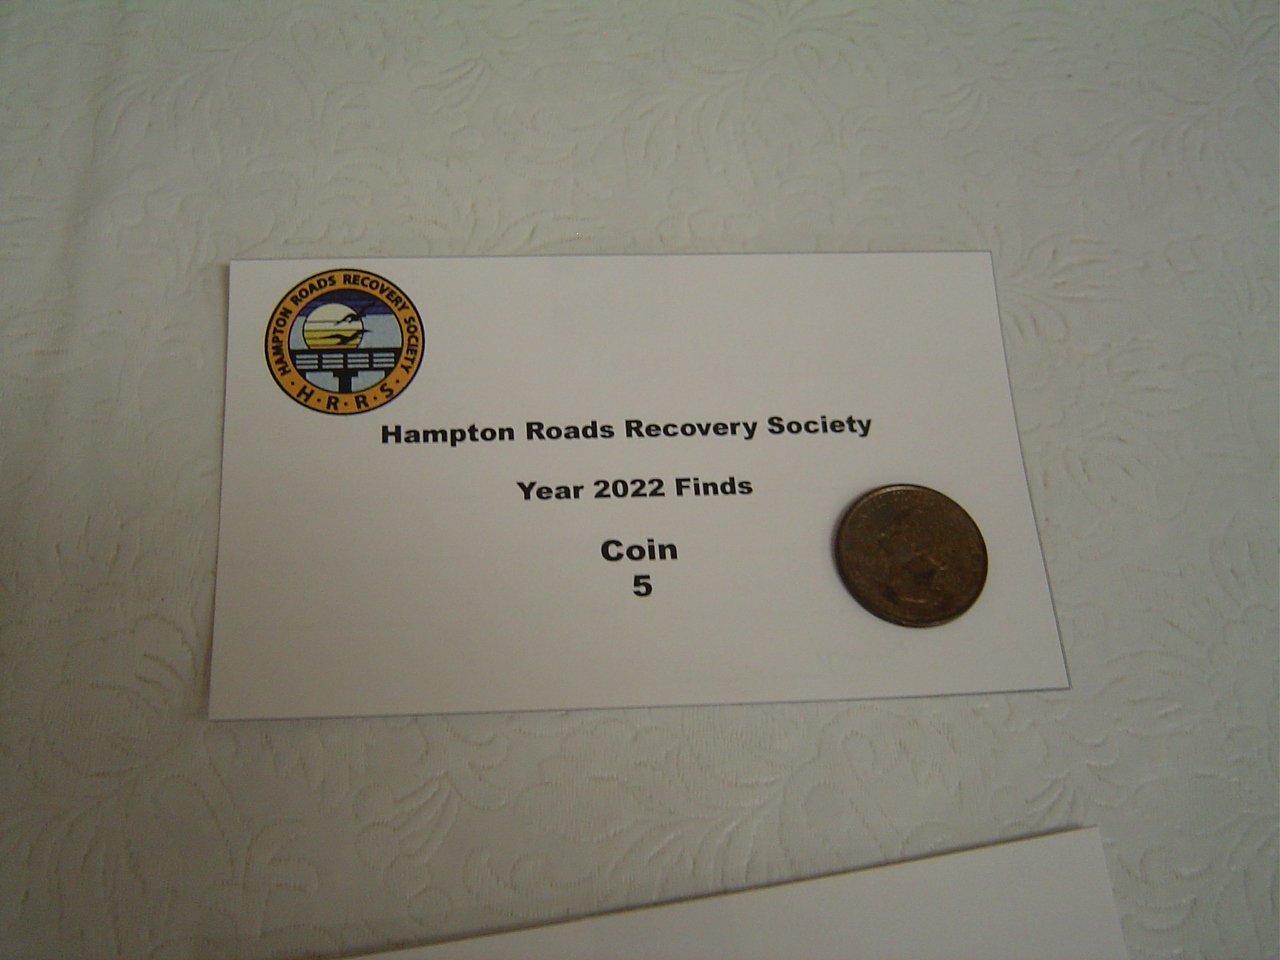 HAMPTON ROADS RECOVERY SOCIETY
· H · R · R · S ·
Hampton Roads Recovery Society
Year 2022 Finds
Coin
5